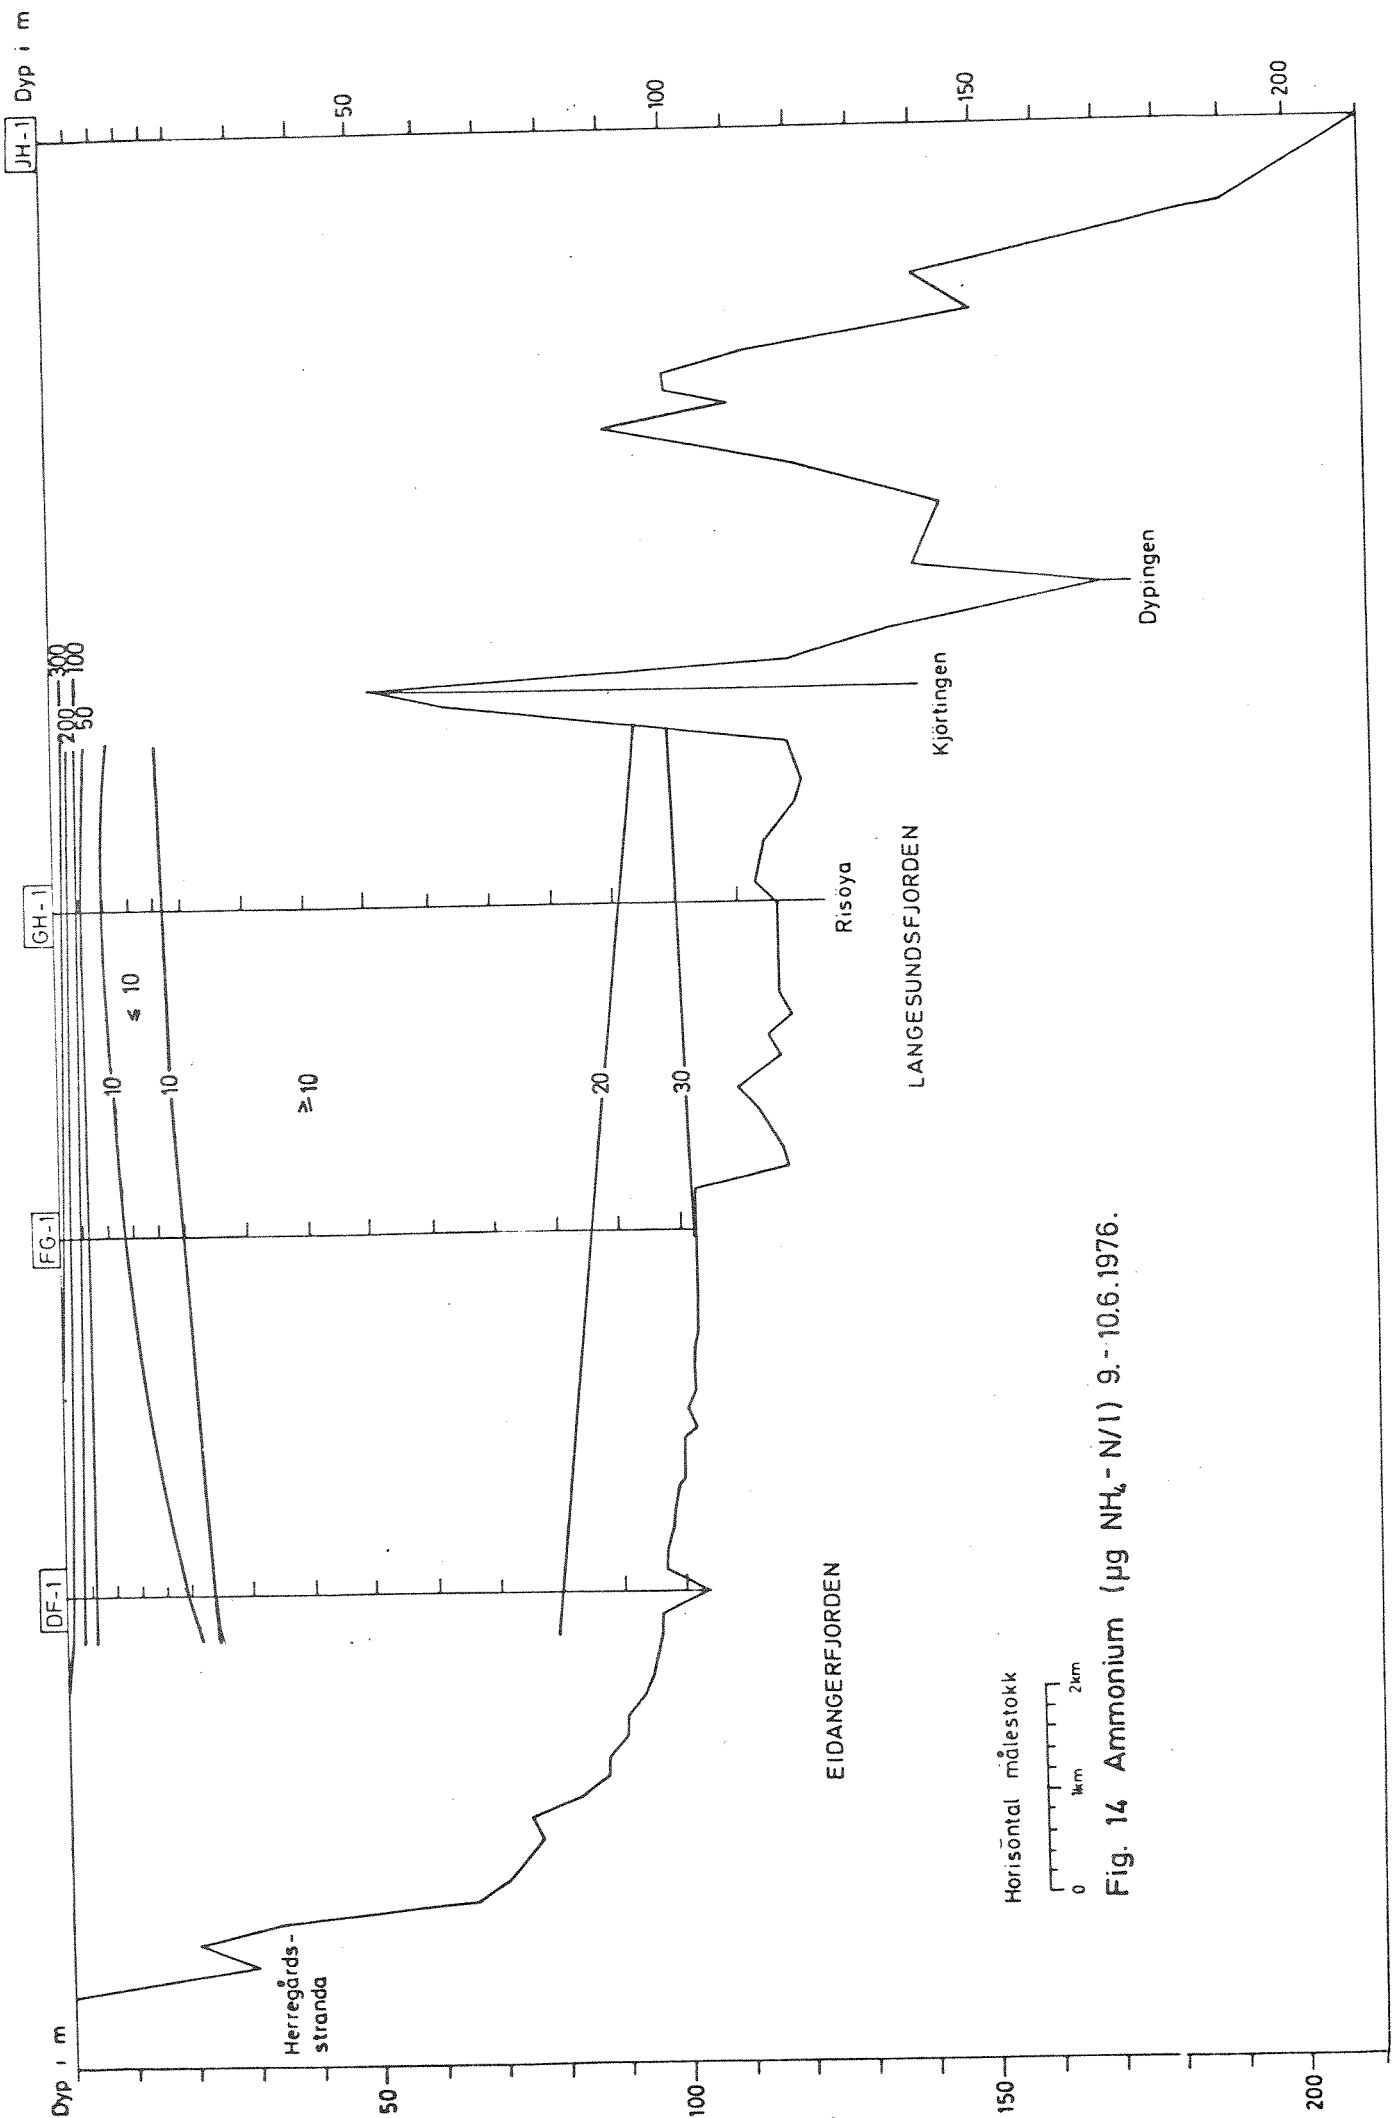 Dyp i m
DF-1
FG-1
GH-1
JH-1
Dyp i m
50
100
150
200
300
200
100
50
10
≤ 10
10
≥ 10
20
30
50
100
150
200
Herregårds-
stranda
EIDANGERFJORDEN
LANGESUNDSFJORDEN
Risöya
Kjörtingen
Dypingen
Horisontal målestokk
0 1km 2km
Fig. 14 Ammonium (µg NH₄-N/l) 9.-10.6.1976.